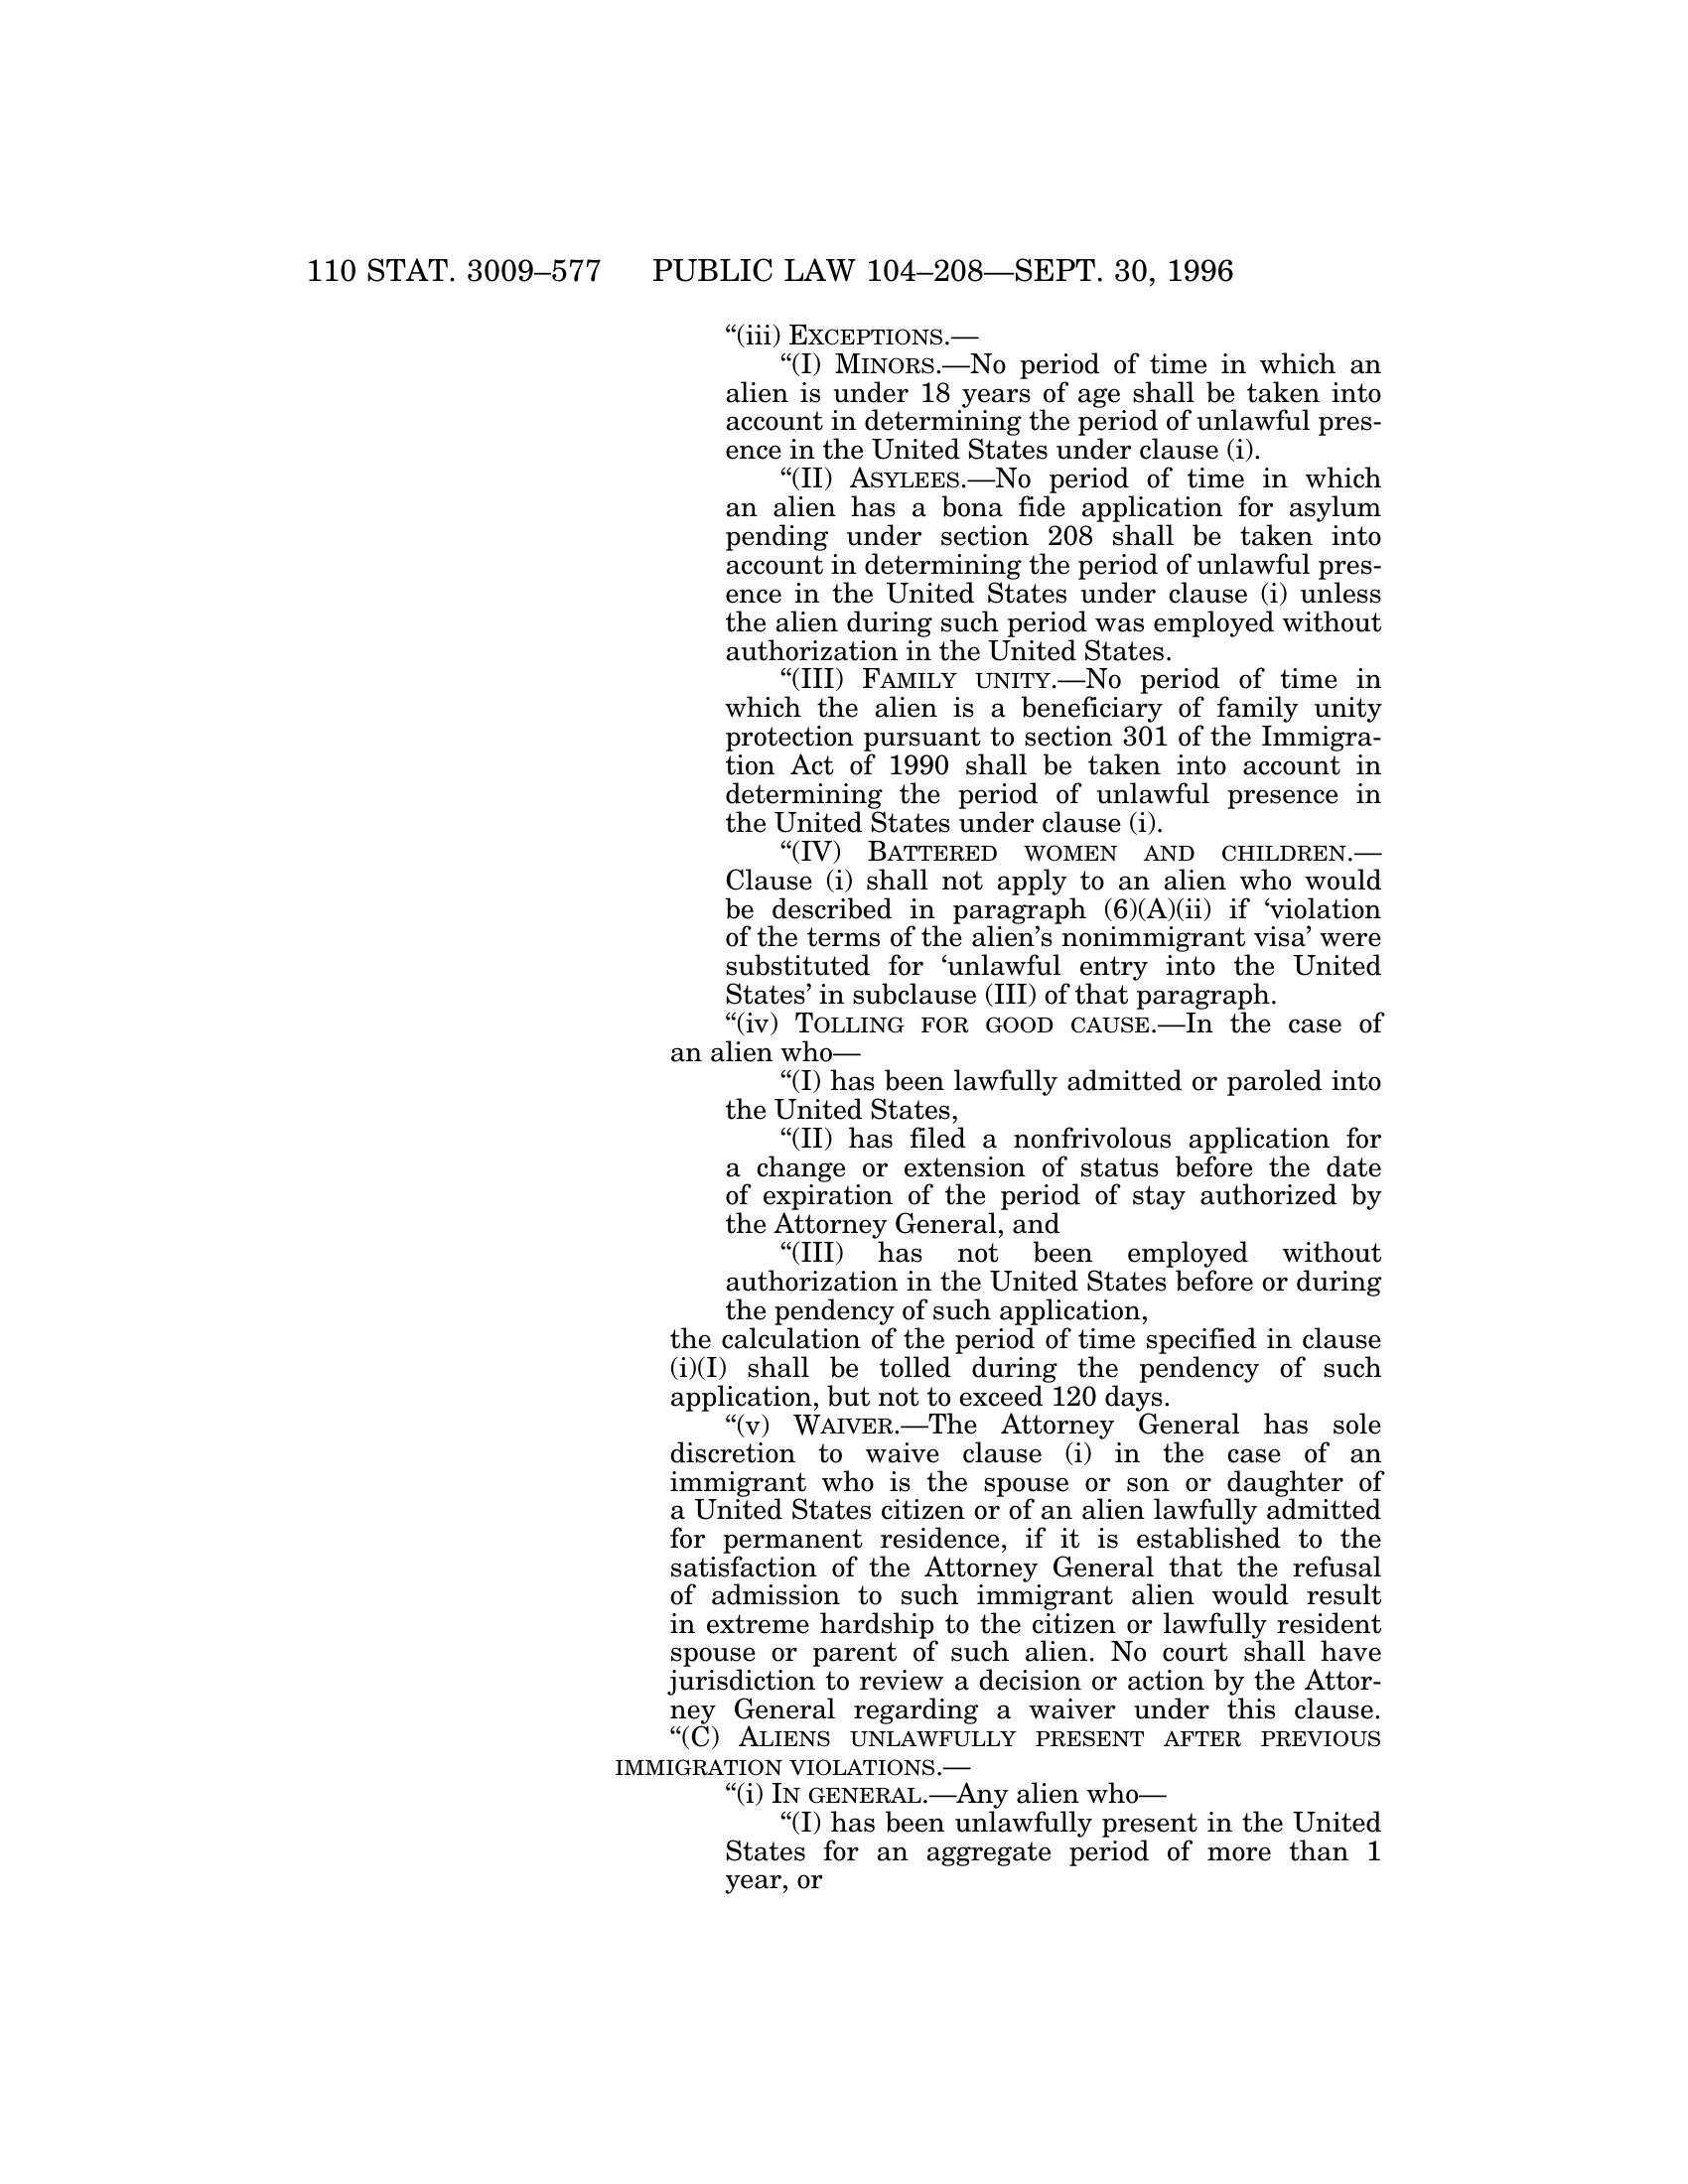 110 STAT. 3009–577 PUBLIC LAW 104–208—SEPT. 30, 1996
“(iii) EXCEPTIONS.—
“(I) MINORS.—No period of time in which an
alien is under 18 years of age shall be taken into
account in determining the period of unlawful pres-
ence in the United States under clause (i).
“(II) ASYLEES.—No period of time in which
an alien has a bona fide application for asylum
pending under section 208 shall be taken into
account in determining the period of unlawful pres-
ence in the United States under clause (i) unless
the alien during such period was employed without
authorization in the United States.
“(III) FAMILY UNITY.—No period of time in
which the alien is a beneficiary of family unity
protection pursuant to section 301 of the Immigra-
tion Act of 1990 shall be taken into account in
determining the period of unlawful presence in
the United States under clause (i).
“(IV) BATTERED WOMEN AND CHILDREN.—
Clause (i) shall not apply to an alien who would
be described in paragraph (6)(A)(ii) if ‘violation
of the terms of the alien’s nonimmigrant visa’ were
substituted for ‘unlawful entry into the United
States’ in subclause (III) of that paragraph.
“(iv) TOLLING FOR GOOD CAUSE.—In the case of
an alien who—
“(I) has been lawfully admitted or paroled into
the United States,
“(II) has filed a nonfrivolous application for
a change or extension of status before the date
of expiration of the period of stay authorized by
the Attorney General, and
“(III) has not been employed without
authorization in the United States before or during
the pendency of such application,
the calculation of the period of time specified in clause
(i)(I) shall be tolled during the pendency of such
application, but not to exceed 120 days.
“(v) WAIVER.—The Attorney General has sole
discretion to waive clause (i) in the case of an
immigrant who is the spouse or son or daughter of
a United States citizen or of an alien lawfully admitted
for permanent residence, if it is established to the
satisfaction of the Attorney General that the refusal
of admission to such immigrant alien would result
in extreme hardship to the citizen or lawfully resident
spouse or parent of such alien. No court shall have
jurisdiction to review a decision or action by the Attor-
ney General regarding a waiver under this clause.
“(C) ALIENS UNLAWFULLY PRESENT AFTER PREVIOUS
IMMIGRATION VIOLATIONS.—
“(i) IN GENERAL.—Any alien who—
“(I) has been unlawfully present in the United
States for an aggregate period of more than 1
year, or